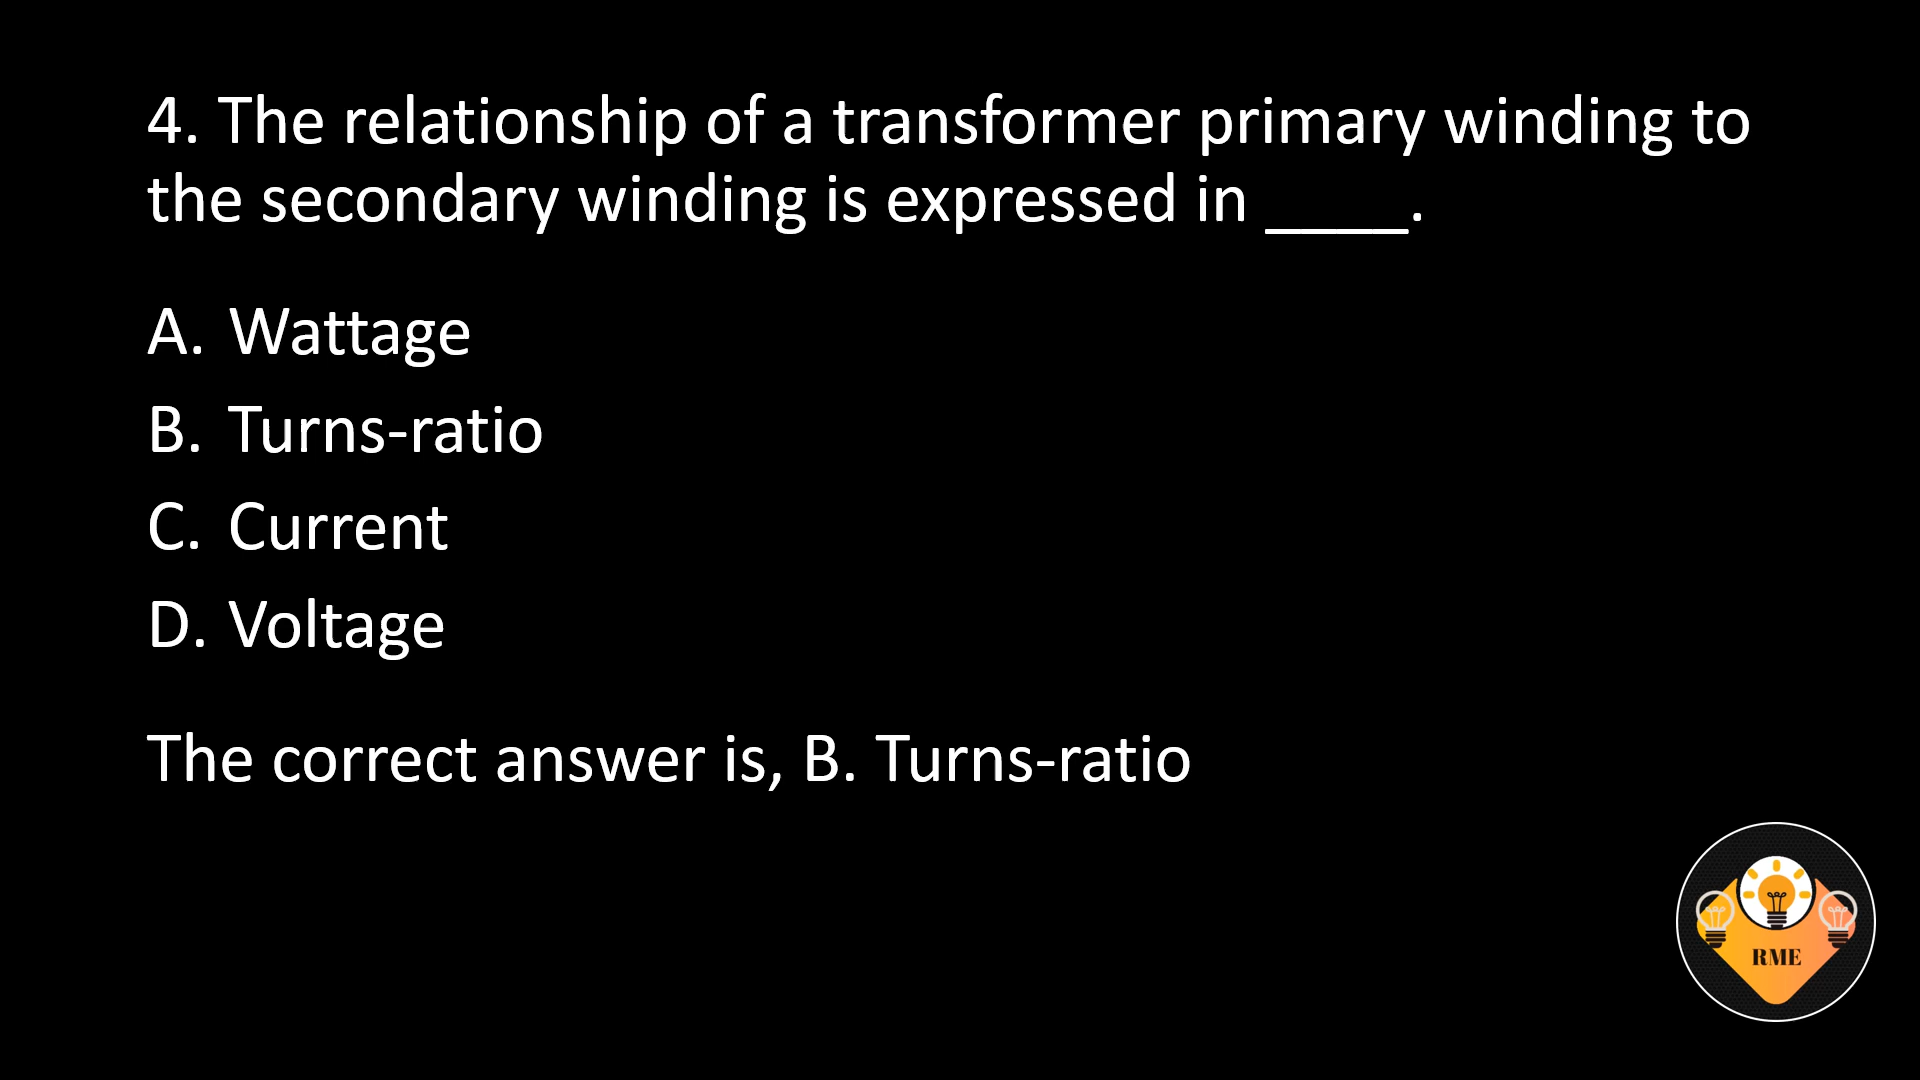 4. The relationship of a transformer primary winding to
the secondary winding is expressed in ____.
A. Wattage
B. Turns-ratio
C. Current
D. Voltage
The correct answer is, B. Turns-ratio
RME